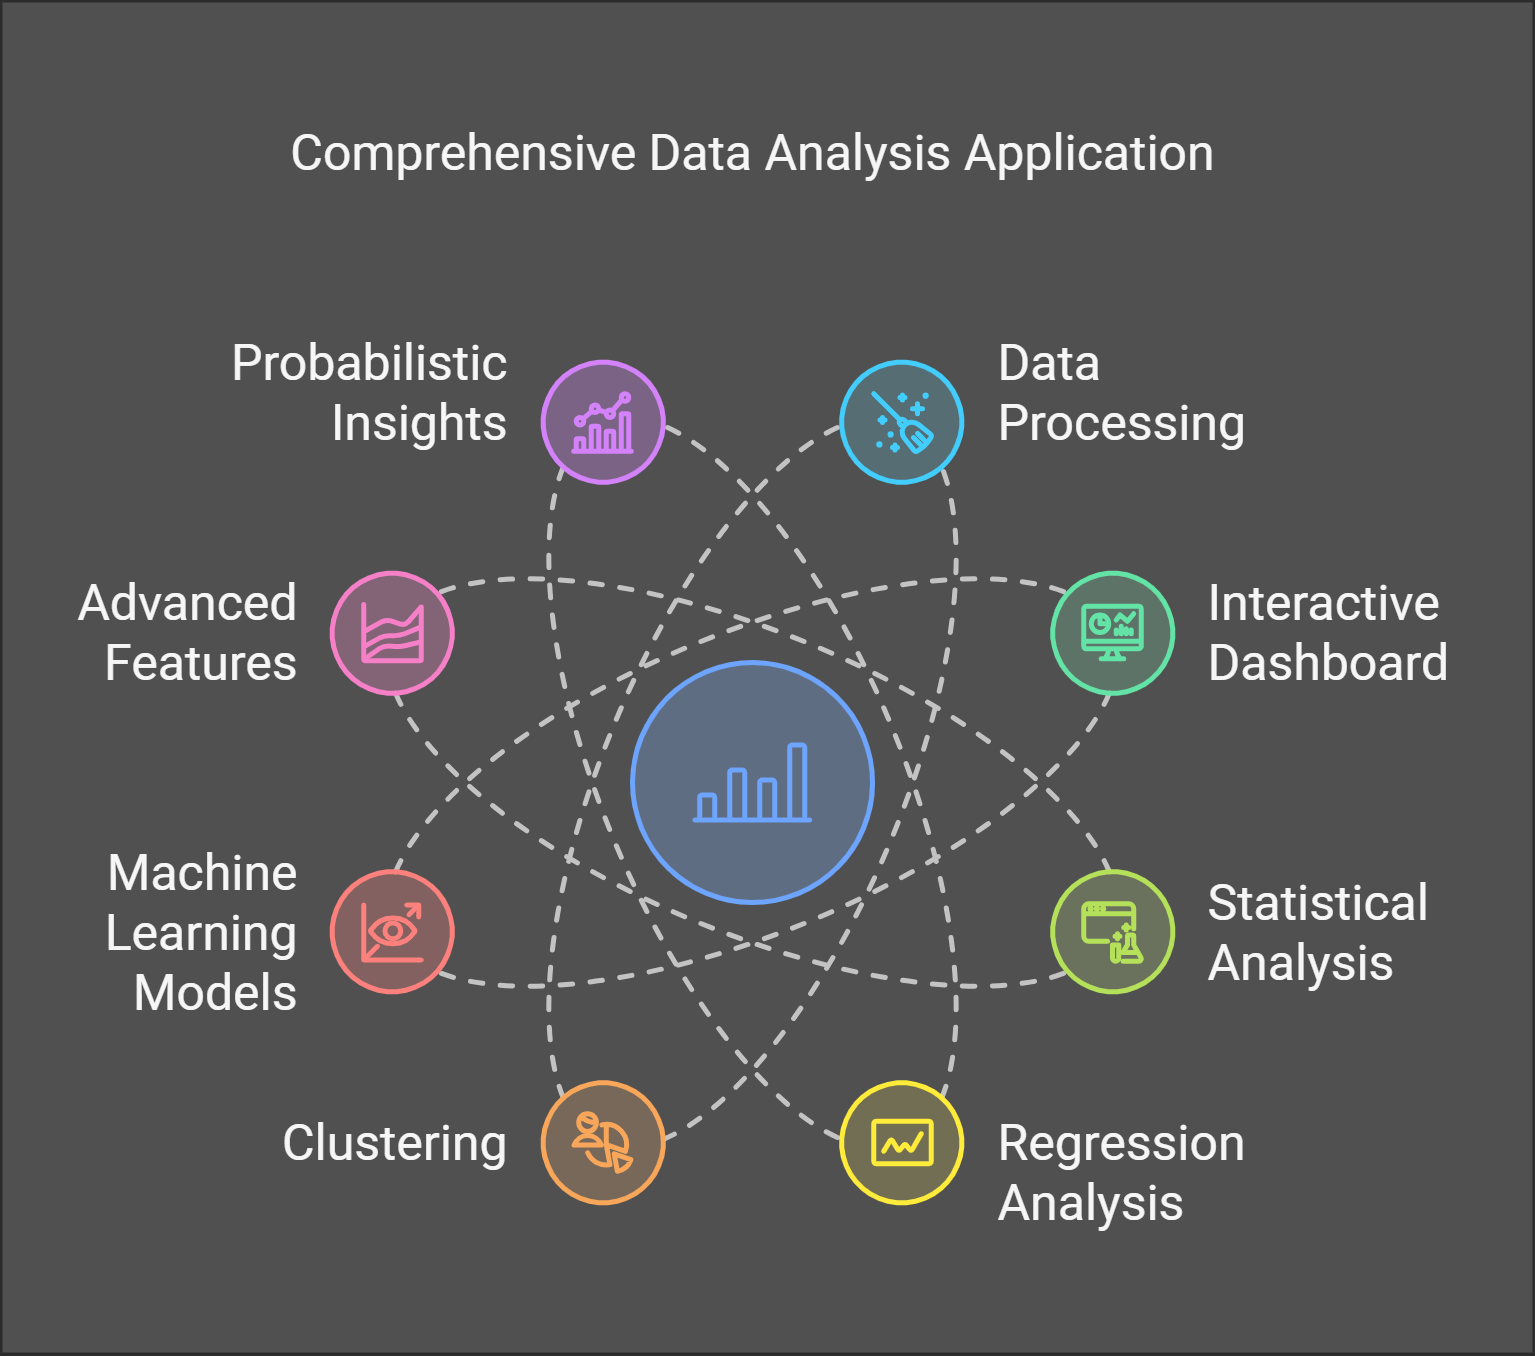 Comprehensive Data Analysis Application
Probabilistic
Insights
Data
Processing
Advanced
Features
Interactive
Dashboard
Machine
Learning
Models
Statistical
Analysis
Clustering
Regression
Analysis